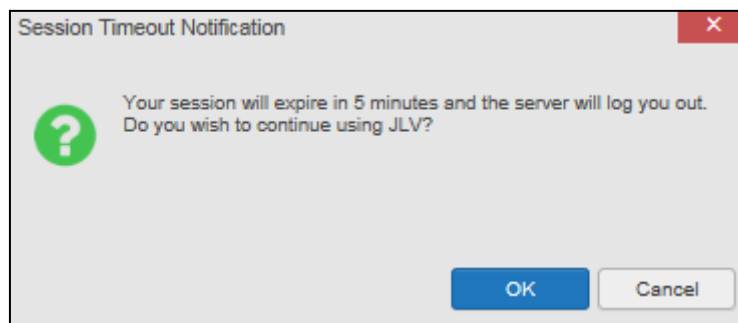 Session Timeout Notification
Your session will expire in 5 minutes and the server will log you out.
Do you wish to continue using JLV?
OK
Cancel